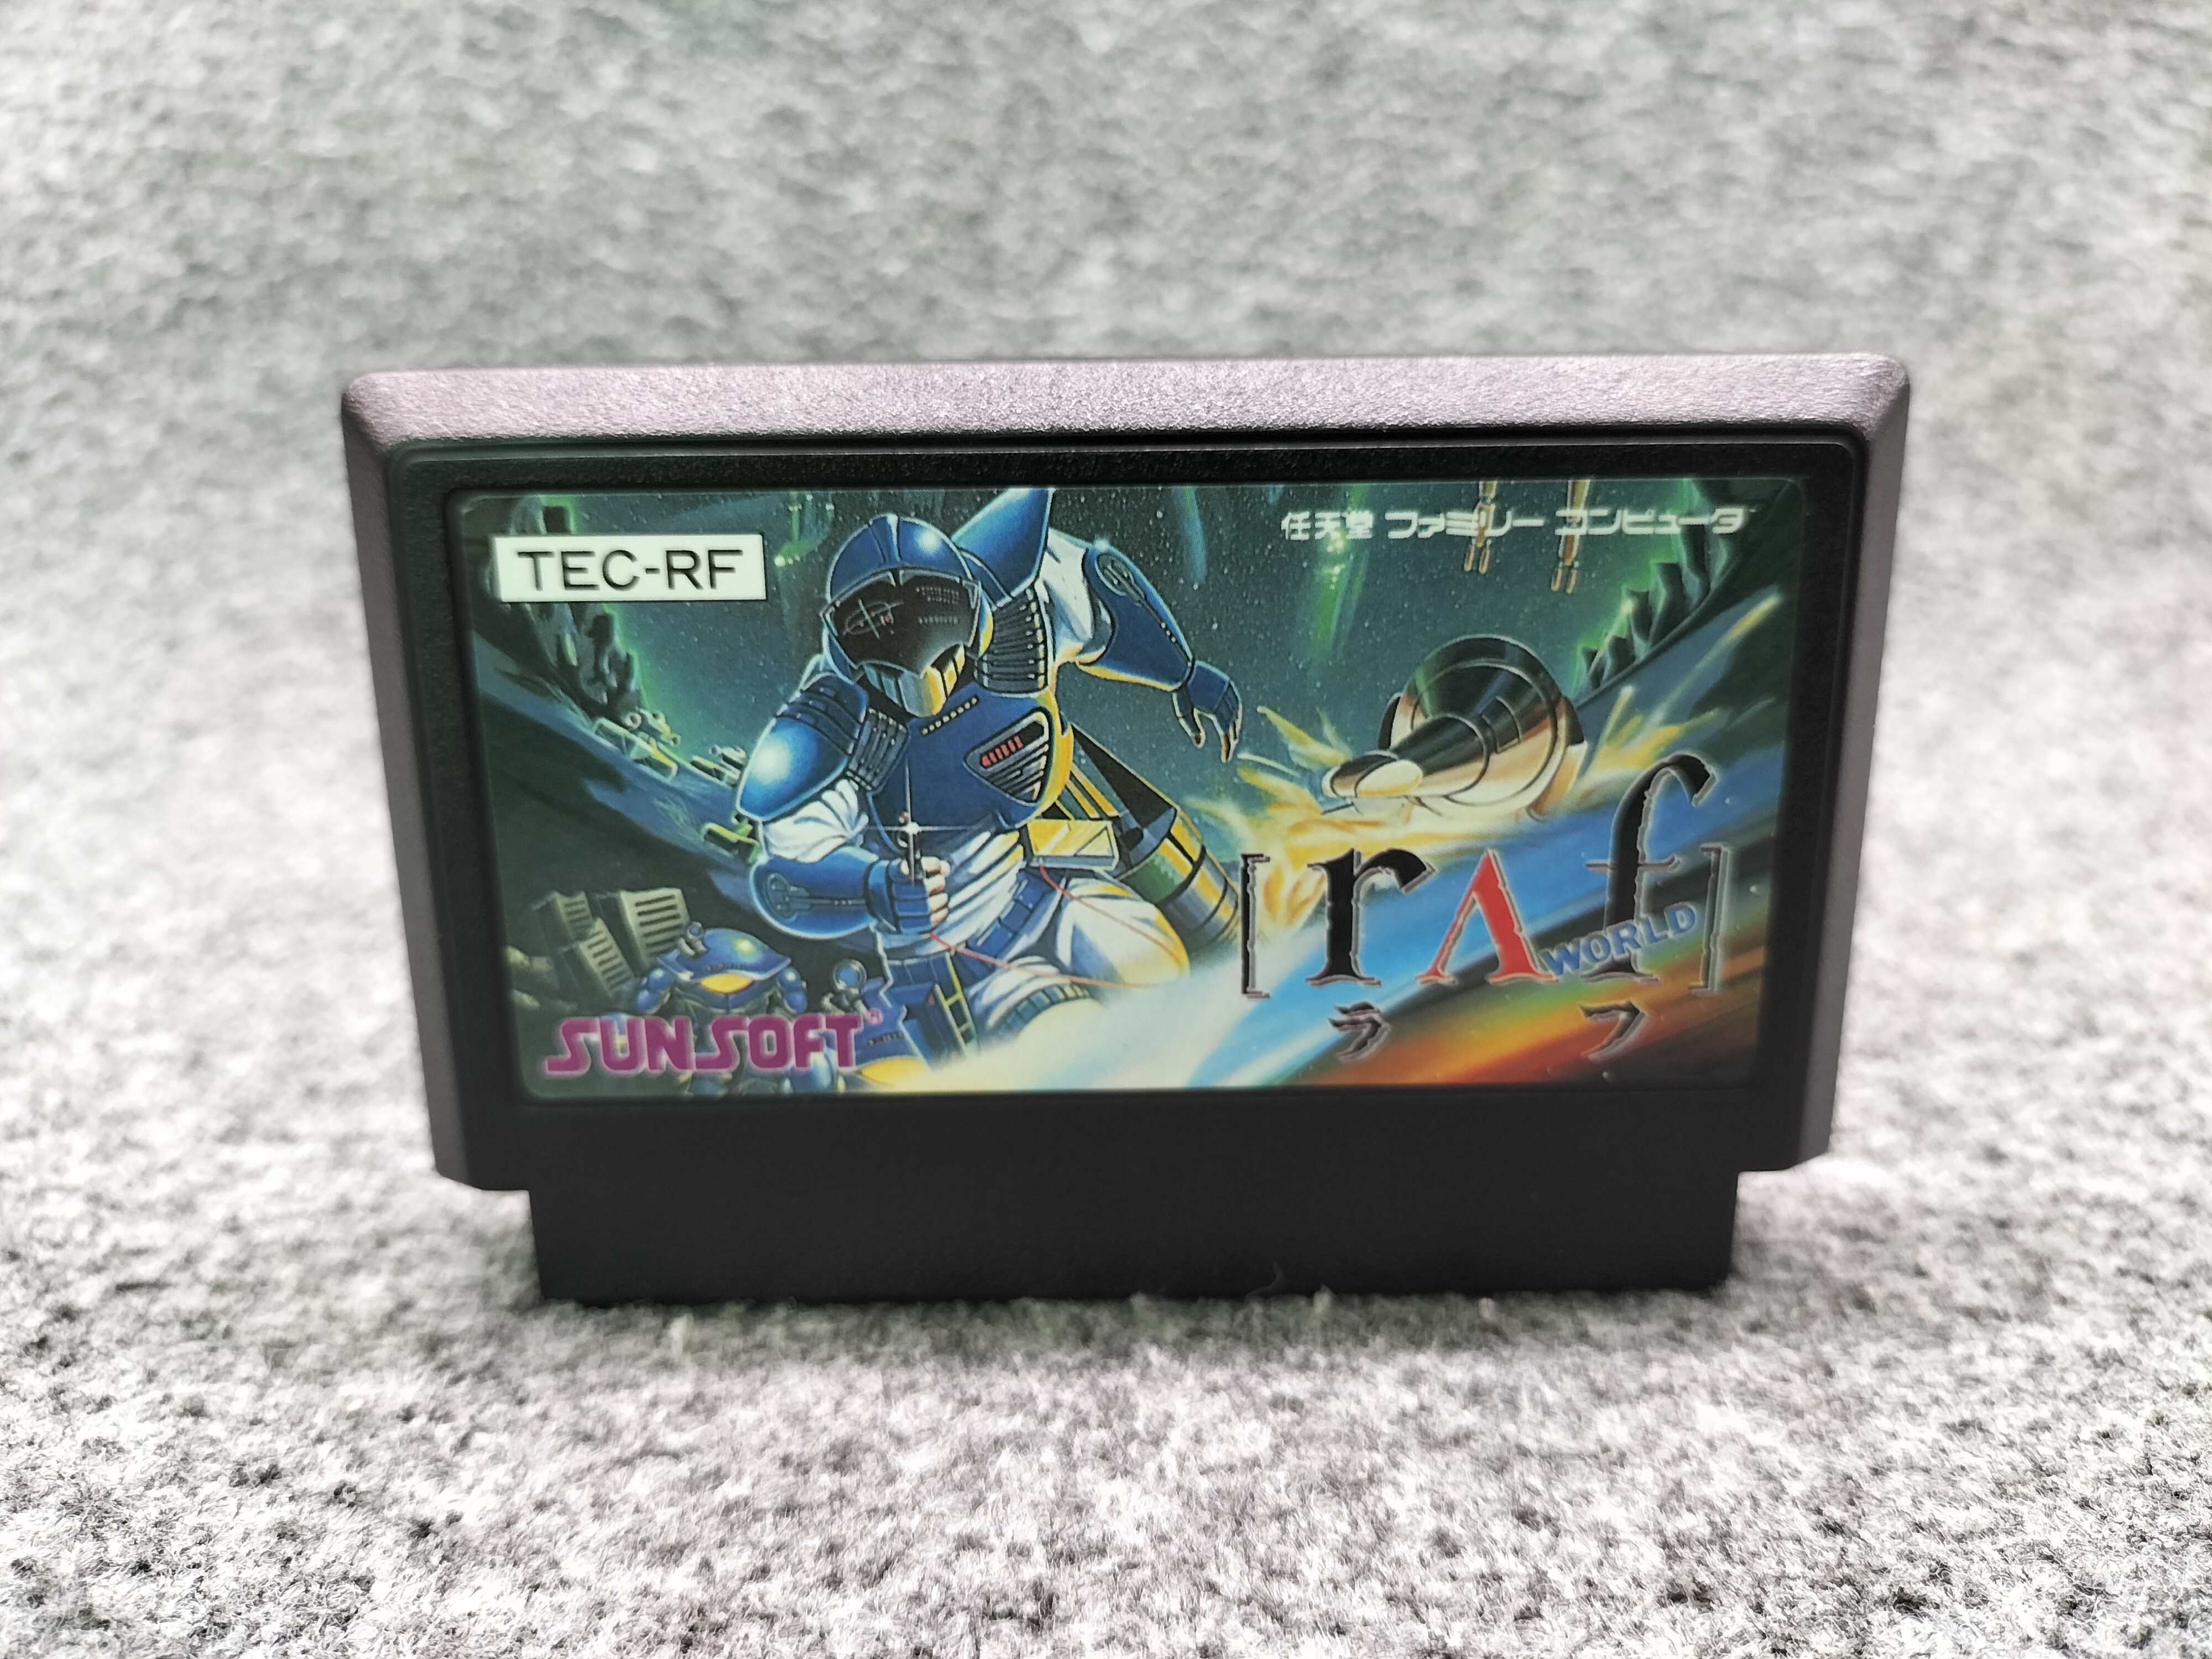 任天堂 ファミリー コンピュータ
TEC-RF
[rΛf]
WORLD
ラフ
SUNSOFT®